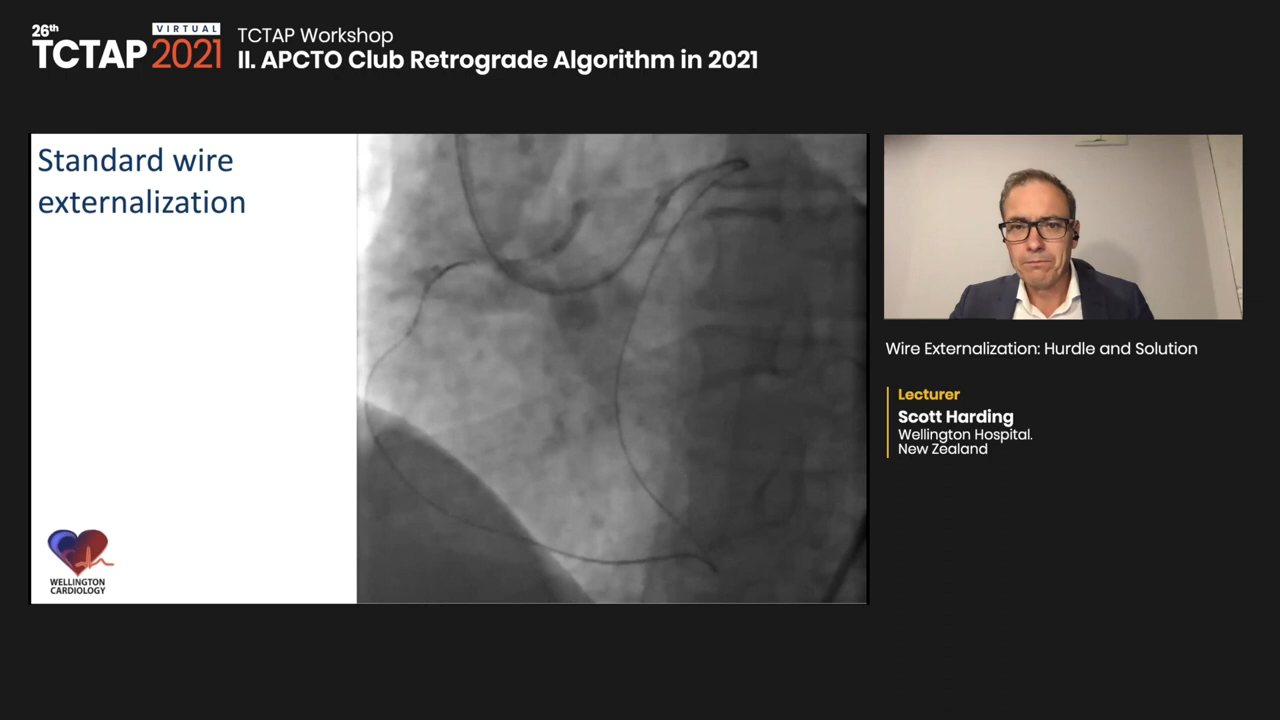 26th
VIRTUAL
TCTAP 2021
TCTAP Workshop
II. APCTO Club Retrograde Algorithm in 2021
Standard wire
externalization
WELLINGTON
CARDIOLOGY
Wire Externalization: Hurdle and Solution
Lecturer
Scott Harding
Wellington Hospital.
New Zealand